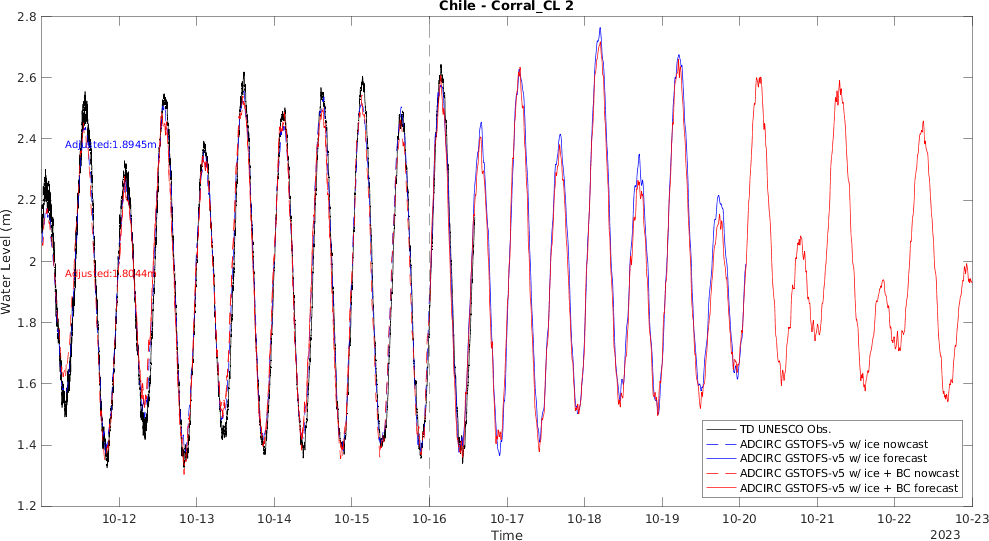 Chile - Corral_CL 2
Water Level (m)
2.8
2.6
2.4
2.2
2
1.8
1.6
1.4
1.2
Adjusted:1.8945m
Adjusted:1.8044m
TD UNESCO Obs.
ADCIRC GSTOFS-v5 w/ ice nowcast
ADCIRC GSTOFS-v5 w/ ice forecast
ADCIRC GSTOFS-v5 w/ ice + BC nowcast
ADCIRC GSTOFS-v5 w/ ice + BC forecast
10-12 10-13 10-14 10-15 10-16 10-17 10-18 10-19 10-20 10-21 10-22 10-23
Time
2023